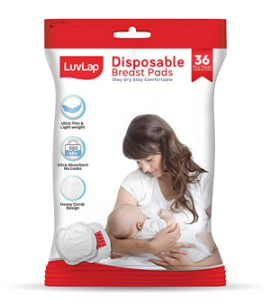 LuvLap
Disposable
Breast Pads
Stay Dry Stay Comfortable
36
Ultra Thin &
Light weight
Ultra Absorbent
No Leaks
Honey Comb
Design